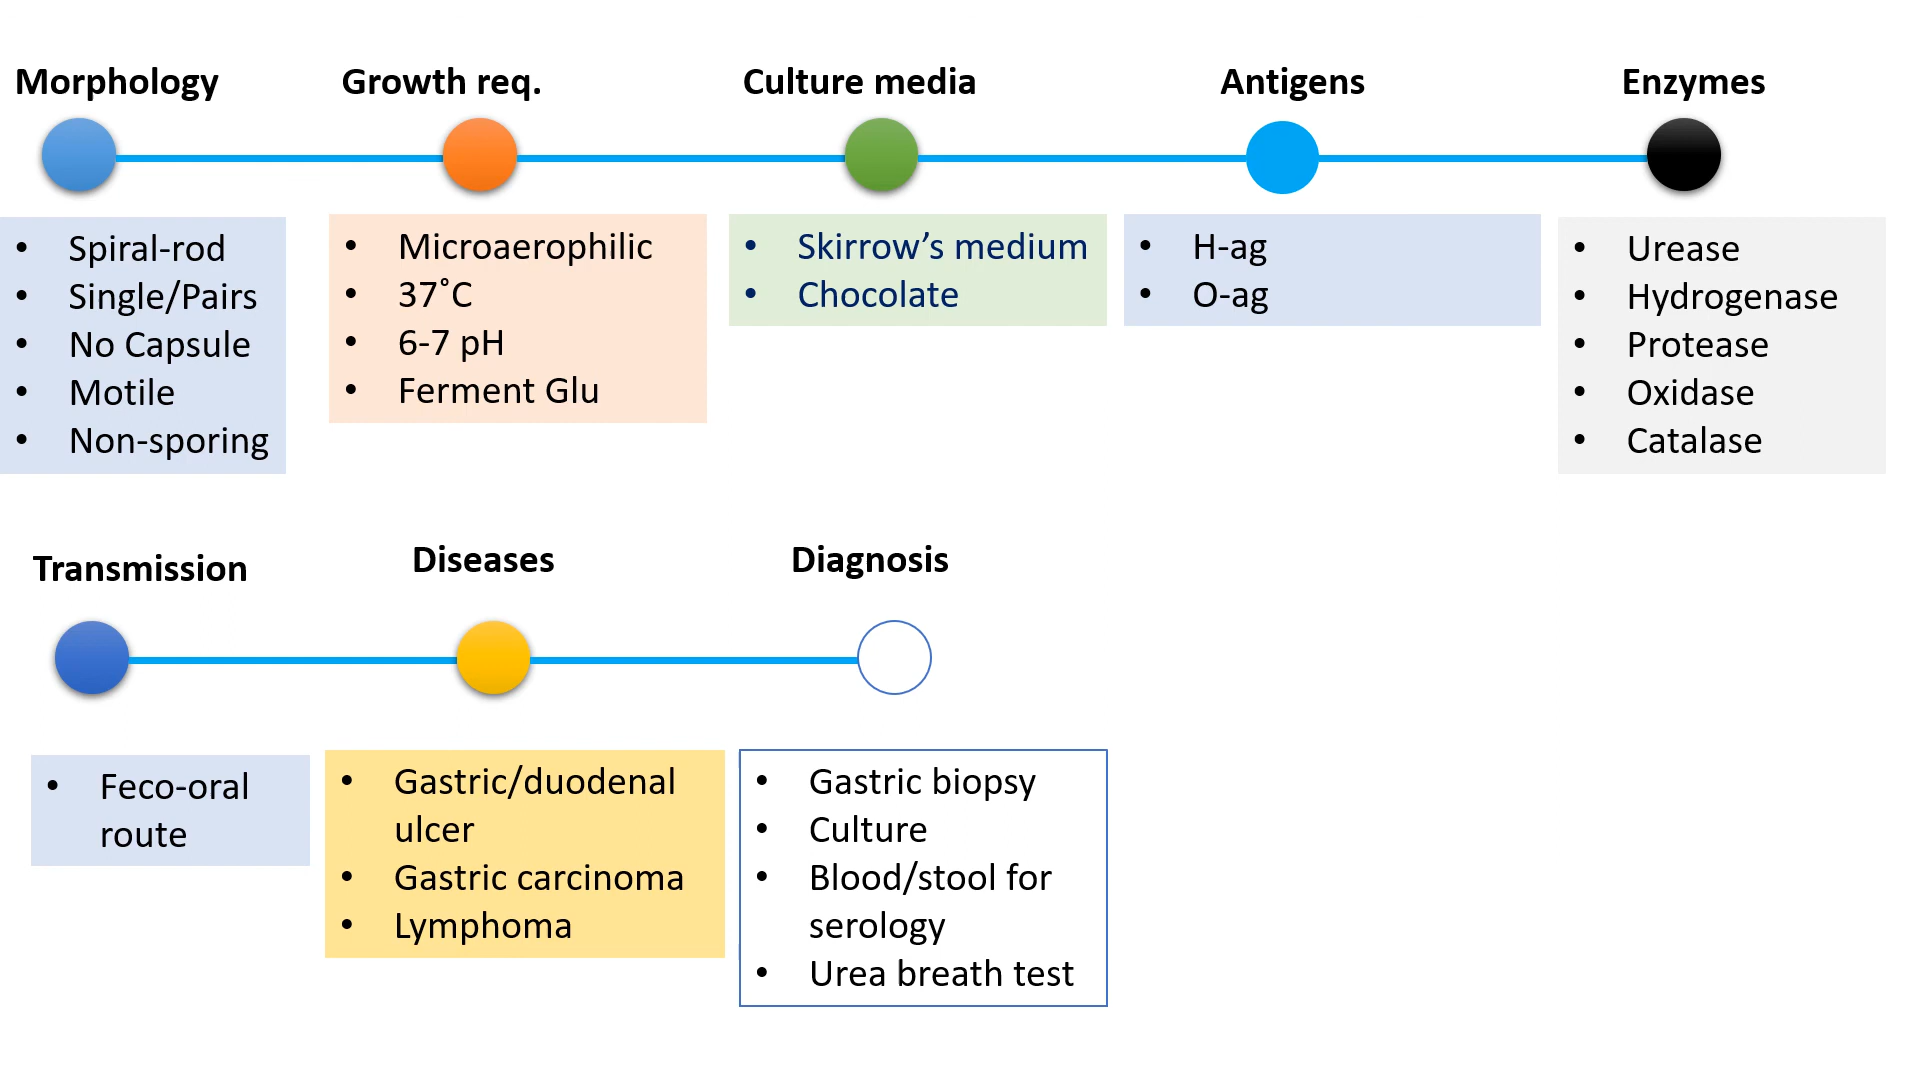 Morphology
• Spiral-rod
• Single/Pairs
• No Capsule
• Motile
• Non-sporing
Growth req.
• Microaerophilic
• 37˚C
• 6-7 pH
• Ferment Glu
Culture media
• Skirrow’s medium
• Chocolate
Antigens
• H-ag
• O-ag
Enzymes
• Urease
• Hydrogenase
• Protease
• Oxidase
• Catalase
Transmission
• Feco-oral
route
Diseases
• Gastric/duodenal
ulcer
• Gastric carcinoma
• Lymphoma
Diagnosis
• Gastric biopsy
• Culture
• Blood/stool for
serology
• Urea breath test